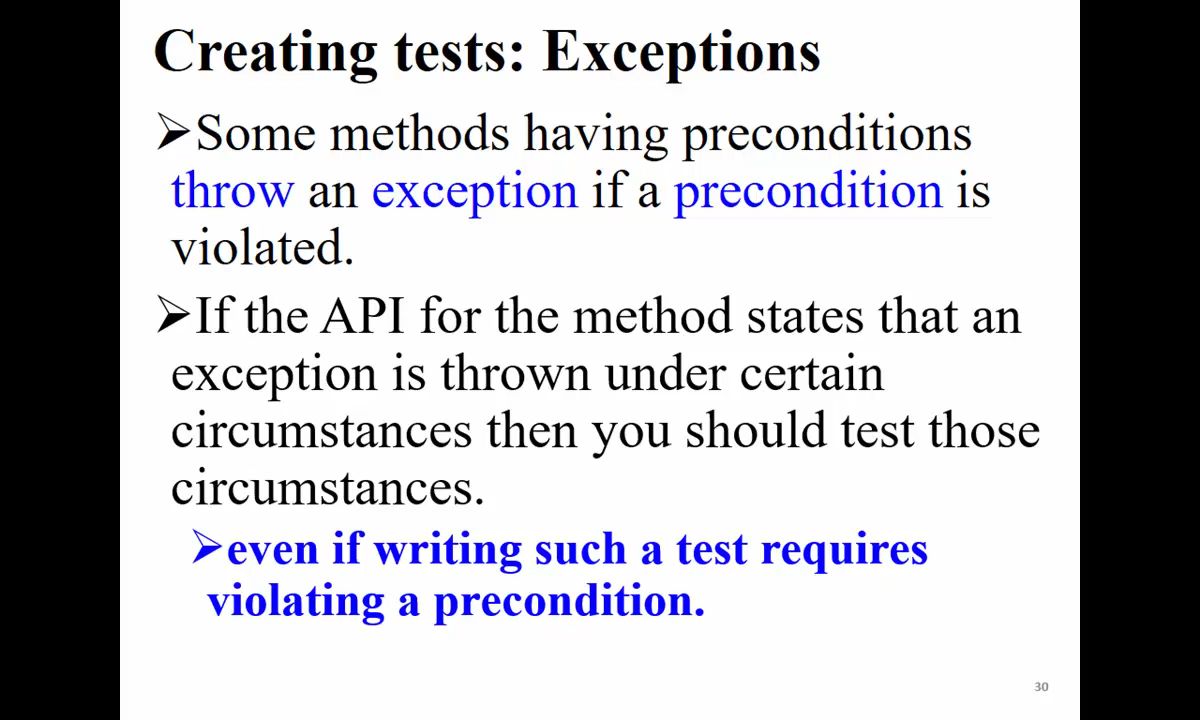 Creating tests: Exceptions
➢Some methods having preconditions
throw an exception if a precondition is
violated.
➢If the API for the method states that an
exception is thrown under certain
circumstances then you should test those
circumstances.
➢even if writing such a test requires
violating a precondition.
30